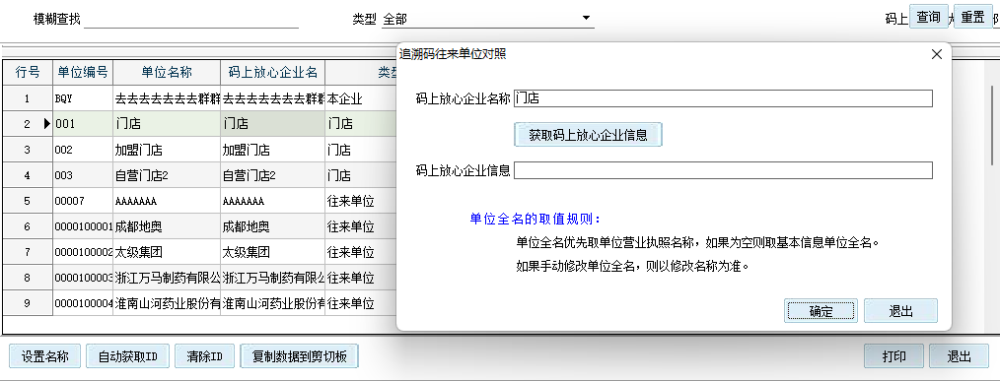 模糊查找 类型 全部 码上 查询 重置
追溯码往来单位对照
行号 单位编号 单位名称 码上放心企业名 类型
1 BQY 去去去去去去去群群 去去去去去去去群群 本企业
2 001 门店 门店 门店
3 002 加盟门店 加盟门店 门店
4 003 自营门店2 自营门店2 门店
5 00007 AAAAAAA AAAAAAA 往来单位
6 0000100001 成都地奥 成都地奥 往来单位
7 0000100002 太级集团 太级集团 往来单位
8 0000100003 浙江万马制药有限公 浙江万马制药有限公 往来单位
9 0000100004 淮南山河药业股份有 淮南山河药业股份有 往来单位
码上放心企业名称 门店
获取码上放心企业信息
码上放心企业信息
单位全名的取值规则：
单位全名优先取单位营业执照名称，如果为空则取基本信息单位全名。
如果手动修改单位全名，则以修改名称为准。
确定 退出
设置名称 自动获取ID 清除ID 复制数据到剪切板 打印 退出